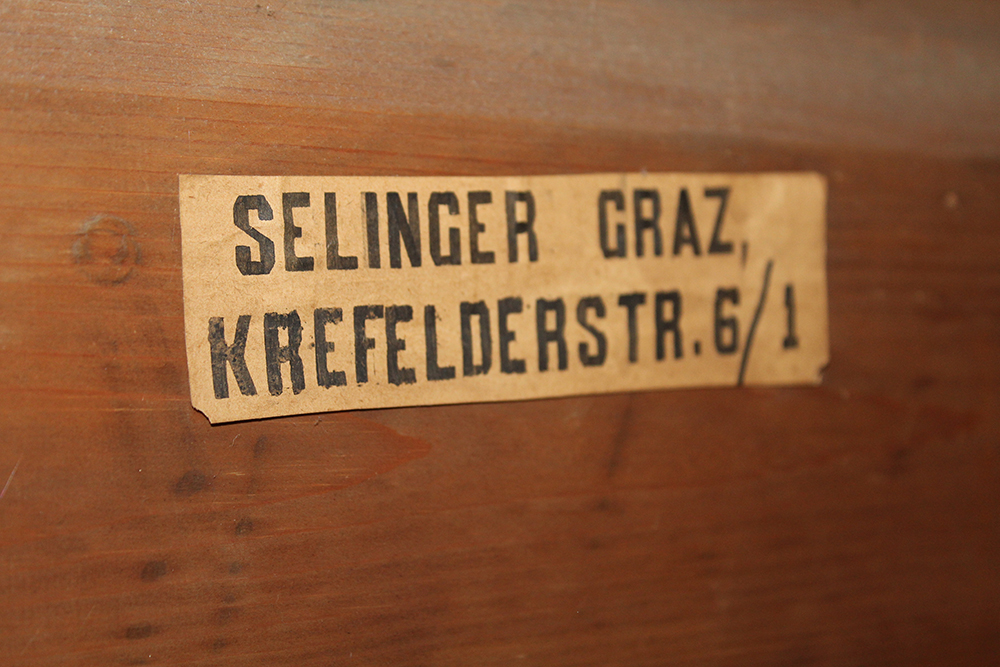 SELINGER GRAZ,
KREFELDERSTR. 6/1